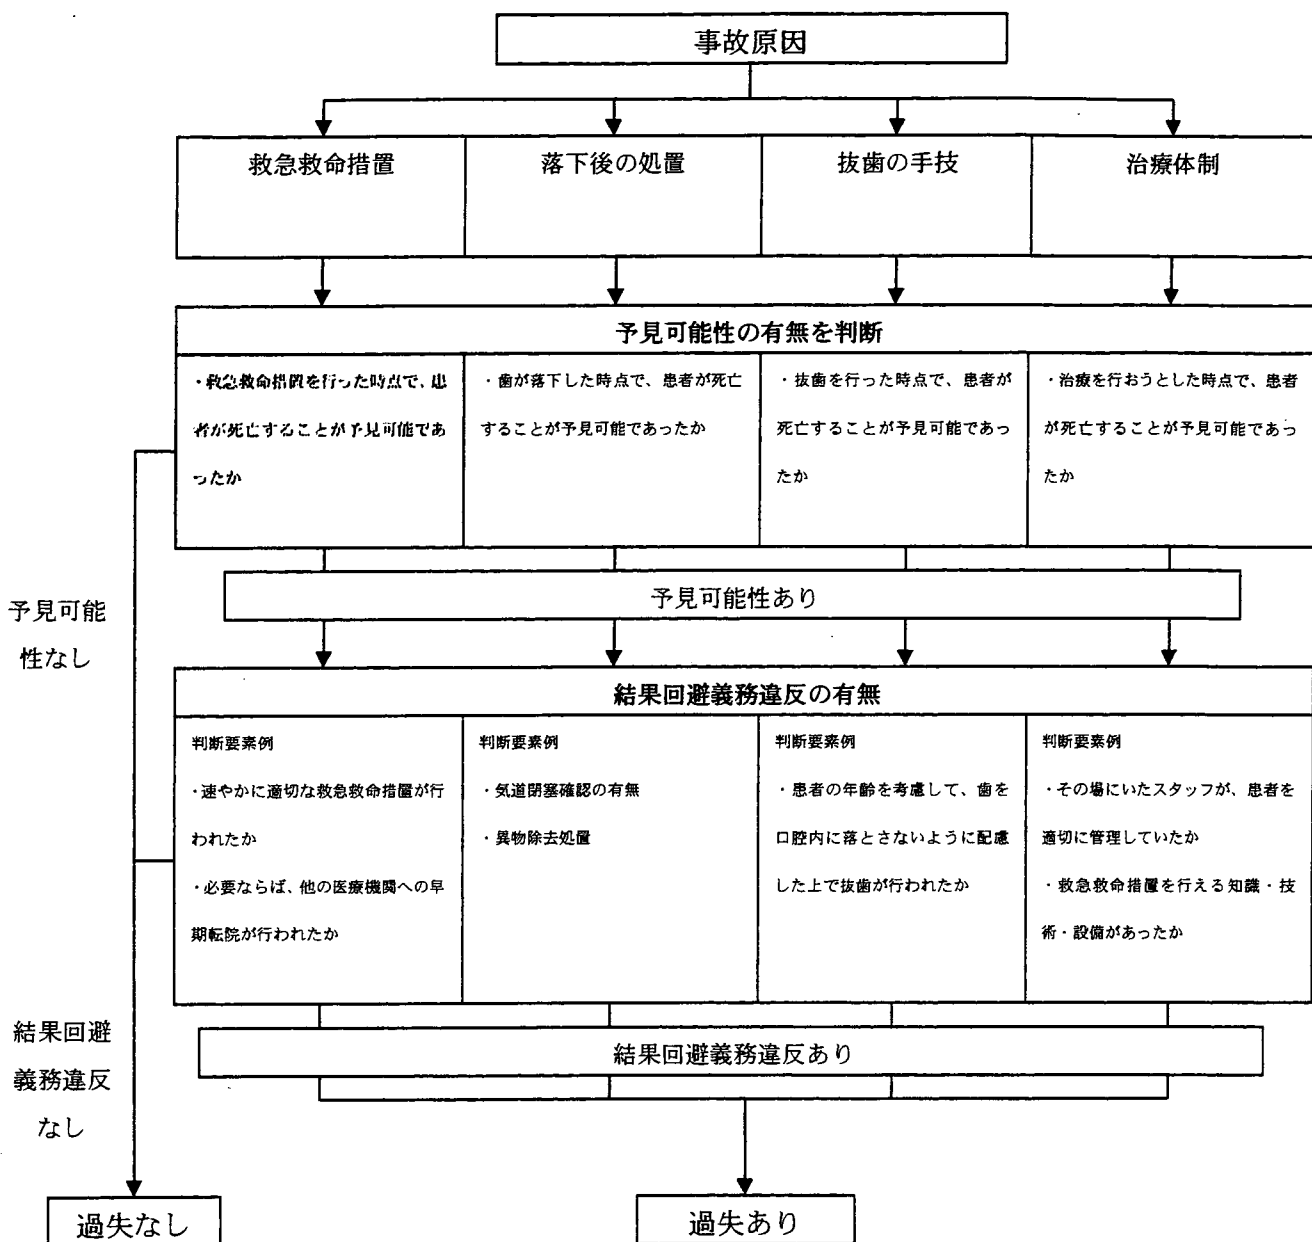 事故原因
救急救命措置
落下後の処置
抜歯の手技
治療体制
予見可能性の有無を判断
・救急救命措置を行った時点で、患
者が死亡することが予見可能であ
ったか
・歯が落下した時点で、患者が死亡
することが予見可能であったか
・抜歯を行った時点で、患者が
死亡することが予見可能であっ
たか
・治療を行おうとした時点で、患者
が死亡することが予見可能であっ
たか
予見可能性あり
予見可能
性なし
結果回避義務違反の有無
判断要素例
・速やかに適切な救急救命措置が行
われたか
・必要ならば、他の医療機関への早
期転院が行われたか
判断要素例
・気道閉塞確認の有無
・異物除去処置
判断要素例
・患者の年齢を考慮して、歯を
口腔内に落とさないように配慮
した上で抜歯が行われたか
判断要素例
・その場にいたスタッフが、患者を
適切に管理していたか
・救急救命措置を行える知識・技
術・設備があったか
結果回避義務違反あり
結果回避
義務違反
なし
過失なし
過失あり